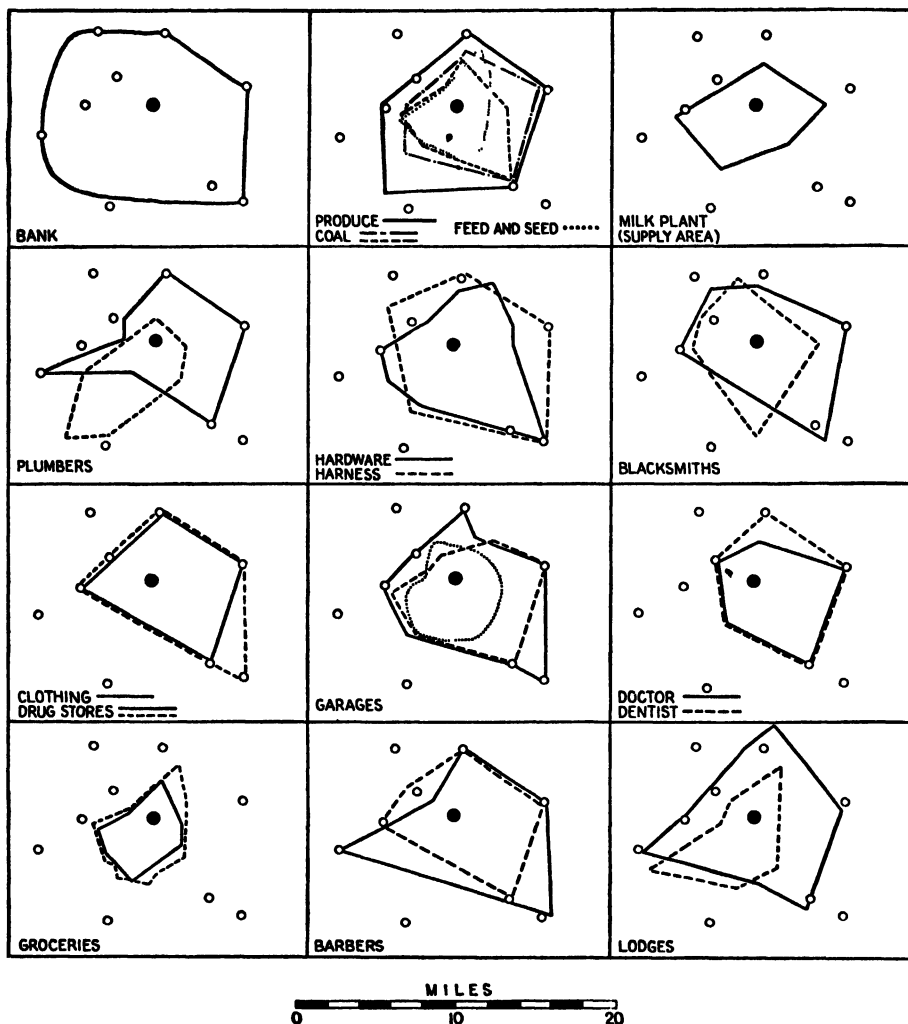 BANK
PRODUCE
COAL
FEED AND SEED
MILK PLANT
(SUPPLY AREA)
PLUMBERS
HARDWARE
HARNESS
BLACKSMITHS
CLOTHING
DRUG STORES
GARAGES
DOCTOR
DENTIST
GROCERIES
BARBERS
LODGES
MILES
0 10 20